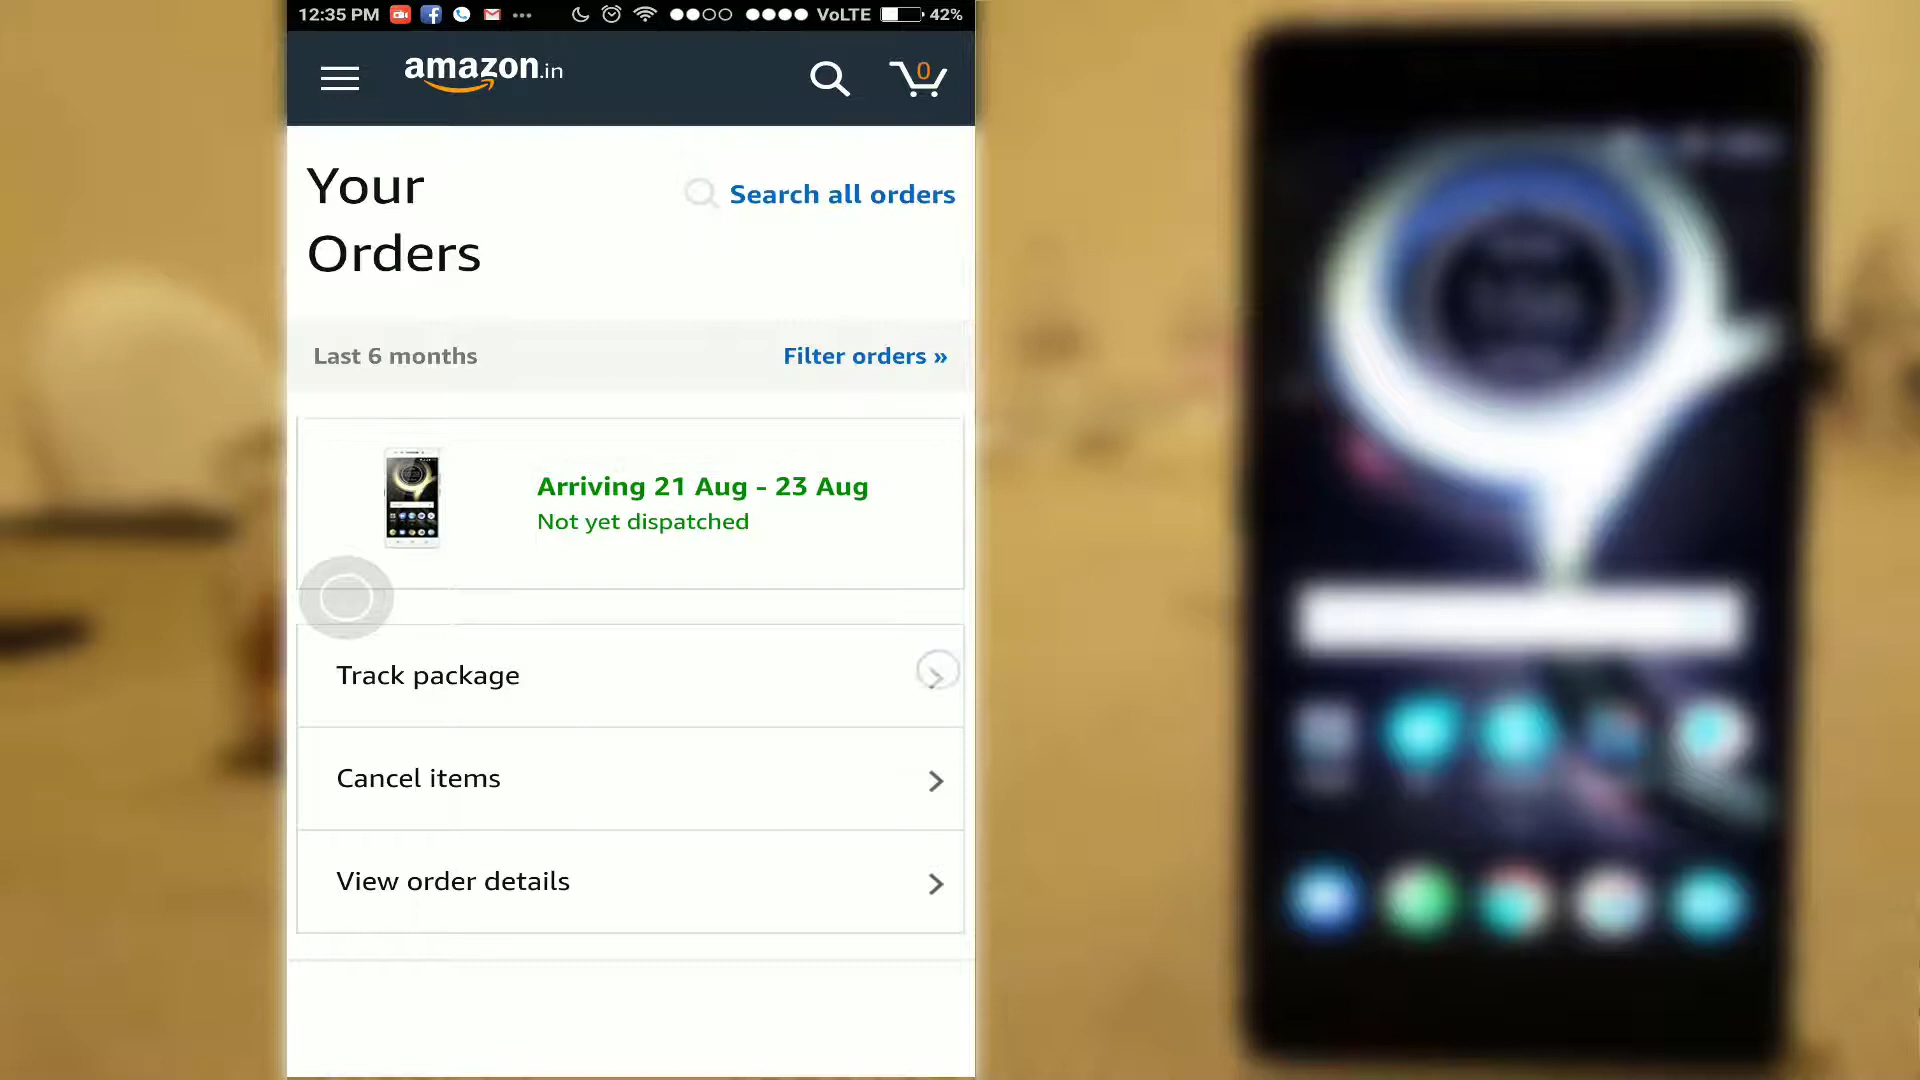 12:35 PM VoLTE 42%
amazon.in
0
Your
Orders
Search all orders
Last 6 months
Filter orders »
Arriving 21 Aug - 23 Aug
Not yet dispatched
Track package
Cancel items
View order details